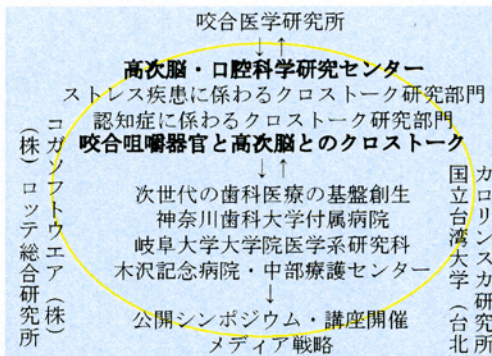 咬合医学研究所
↓↑
高次脳・口腔科学研究センター
ストレス疾患に係わるクロストーク研究部門
認知症に係わるクロストーク研究部門
咬合咀嚼器官と高次脳とのクロストーク
↓↑
次世代の歯科医療の基盤創生
神奈川歯科大学付属病院
岐阜大学大学院医学系研究科
木沢記念病院・中部療護センター
↓
公開シンポジウム・講座開催
メディア戦略
コガソフトウエア（株）
（株）ロッテ総合研究所
カロリンスカ研究所
国立台湾大学（台北